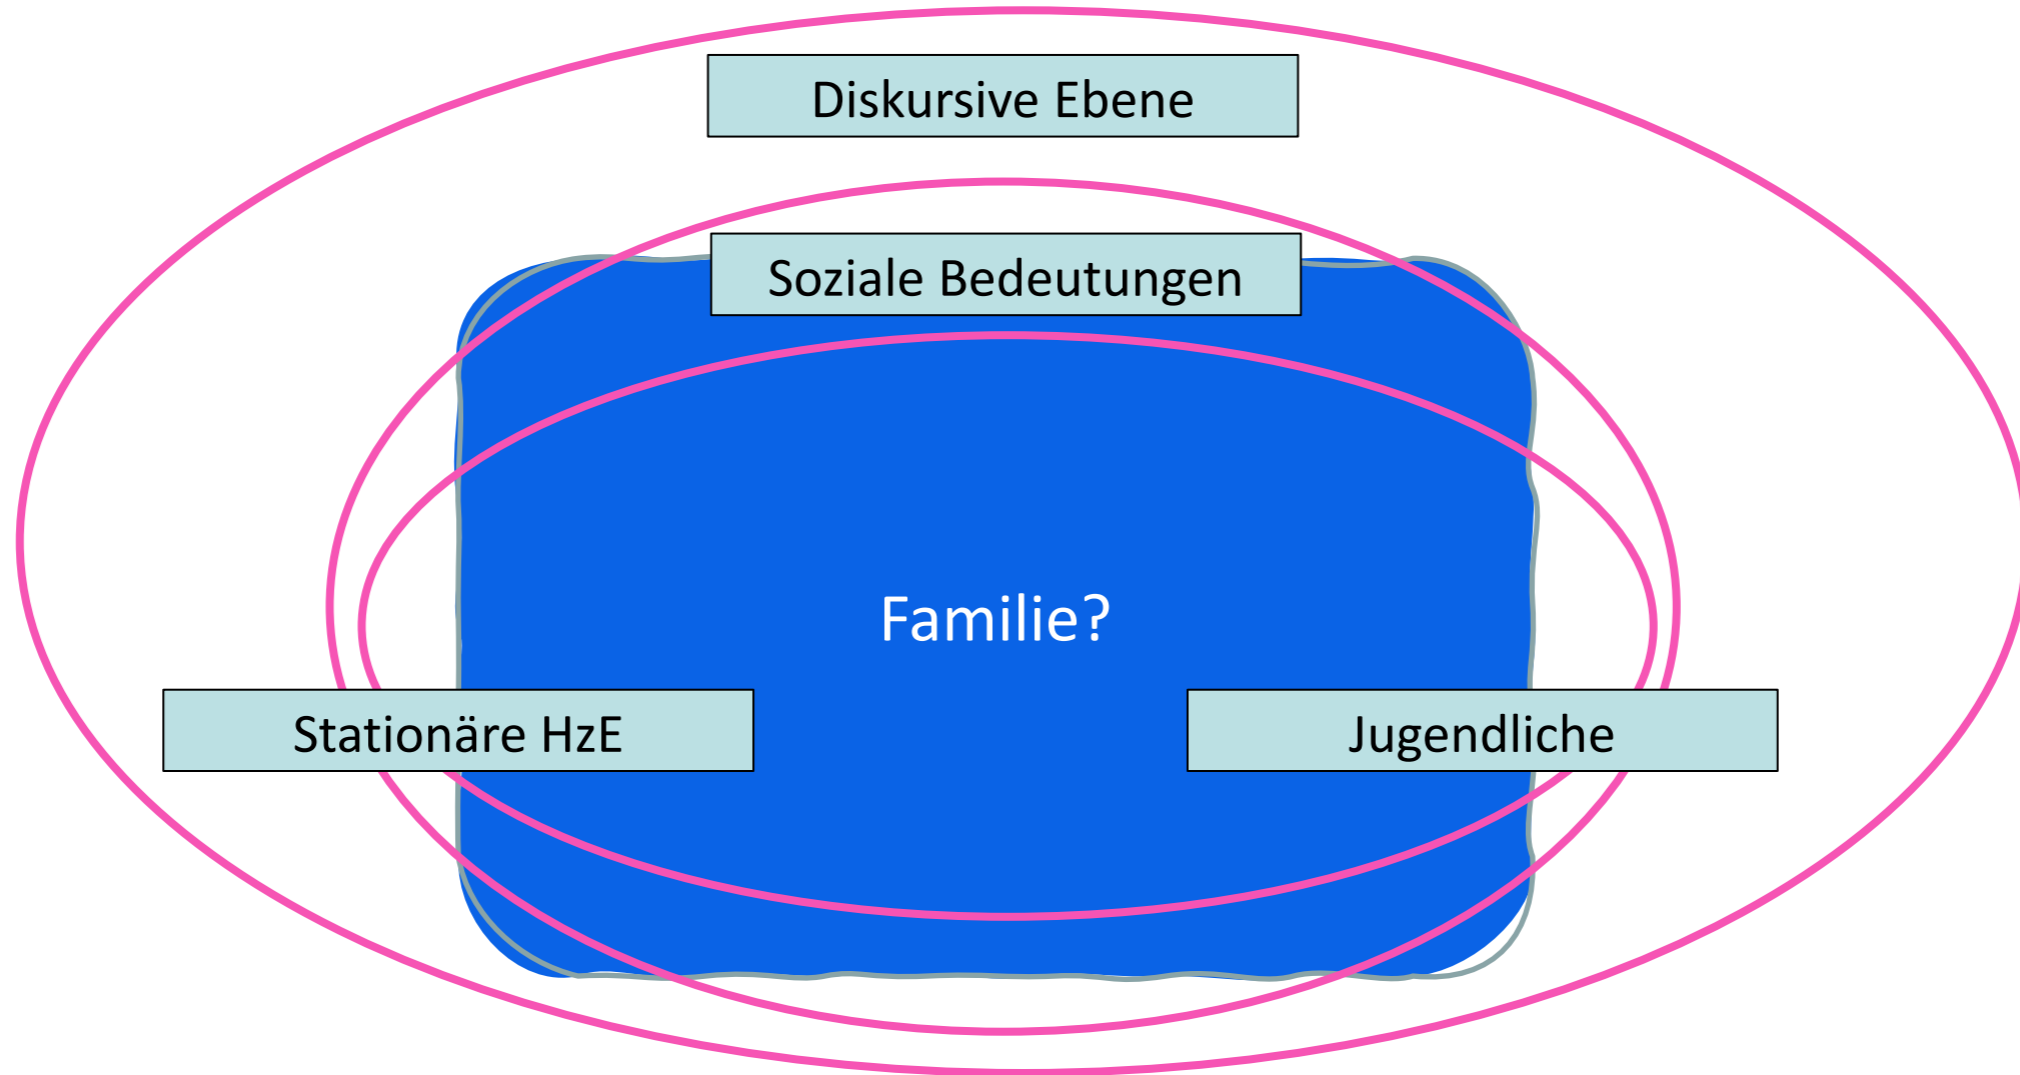 Diskursive Ebene
Soziale Bedeutungen
Familie?
Stationäre HzE
Jugendliche